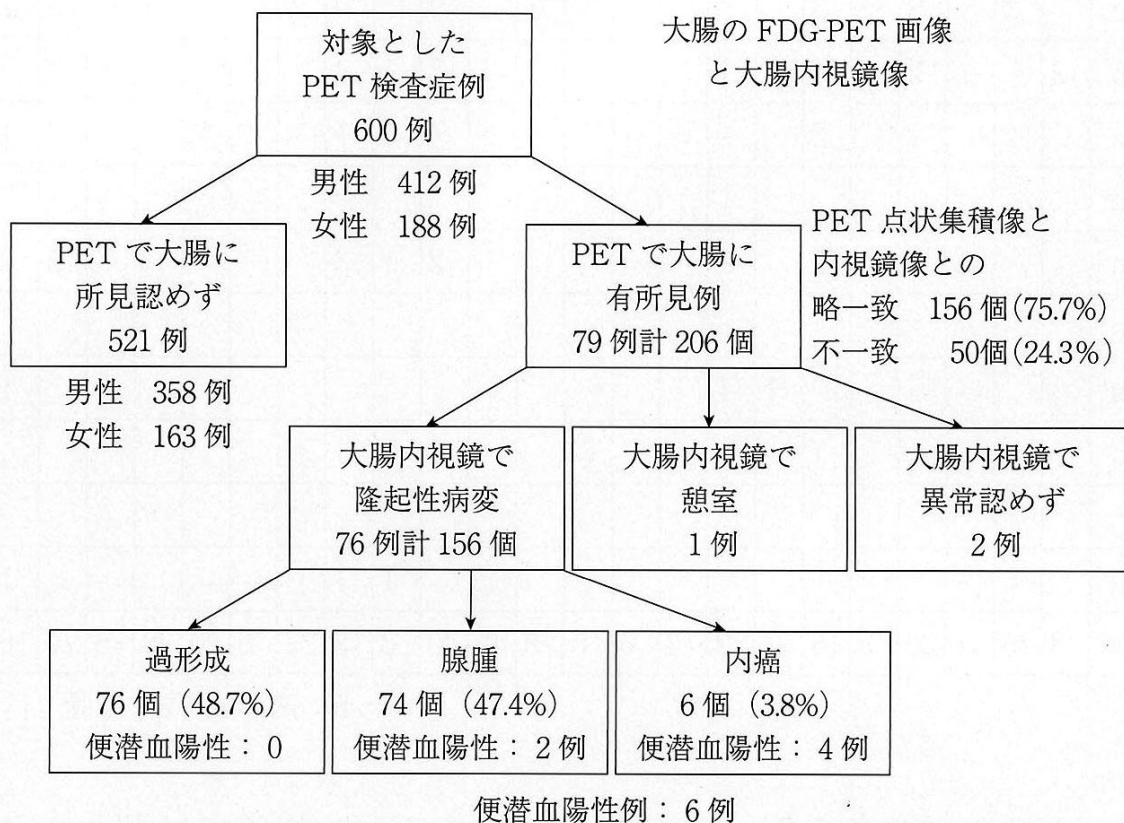 大腸の FDG-PET 画像
と大腸内視鏡像
対象とした
PET 検査症例
600 例
男性 412 例
女性 188 例
PET で大腸に
所見認めず
521 例
男性 358 例
女性 163 例
PET で大腸に
有所見例
79 例計 206 個
PET 点状集積像と
内視鏡像との
略一致 156 個(75.7%)
不一致 50個(24.3%)
大腸内視鏡で
隆起性病変
76 例計 156 個
大腸内視鏡で
憩室
1 例
大腸内視鏡で
異常認めず
2 例
過形成
76 個 (48.7%)
便潜血陽性：0
腺腫
74 個 (47.4%)
便潜血陽性：2 例
内癌
6 個 (3.8%)
便潜血陽性：4 例
便潜血陽性例：6 例